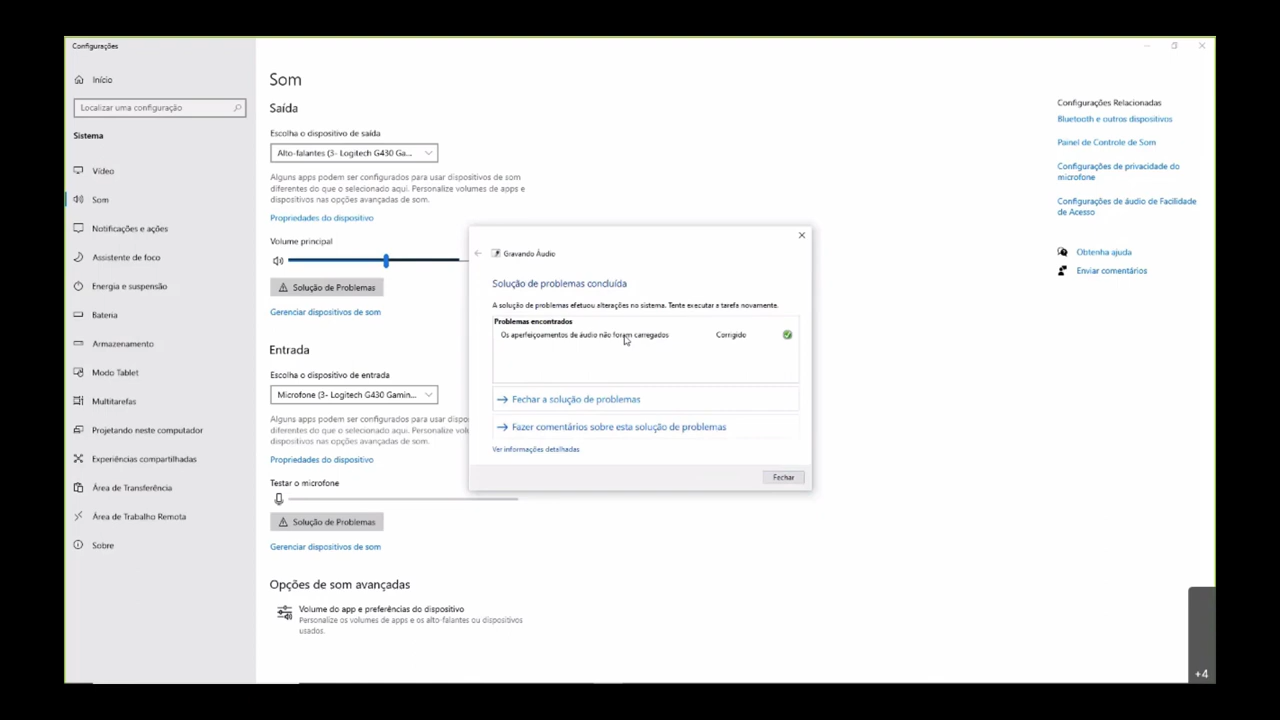 Configurações
Início
Localizar uma configuração
Sistema
Vídeo
Som
Notificações e ações
Assistente de foco
Energia e suspensão
Bateria
Armazenamento
Modo Tablet
Multitarefas
Projetando neste computador
Experiências compartilhadas
Área de Transferência
Área de Trabalho Remota
Sobre
Som
Saída
Escolha o dispositivo de saída
Alto-falantes (3- Logitech G430 Ga...
Alguns apps podem ser configurados para usar dispositivos de som
diferentes do que o selecionado aqui. Personalize volumes de apps e
dispositivos nas opções avançadas de som.
Propriedades do dispositivo
Volume principal
Solução de Problemas
Gerenciar dispositivos de som
Entrada
Escolha o dispositivo de entrada
Microfone (3- Logitech G430 Gamin...
Alguns apps podem ser configurados para usar dispo
diferentes do que o selecionado aqui. Personalize volu
dispositivos nas opções avançadas de som.
Propriedades do dispositivo
Testar o microfone
Solução de Problemas
Gerenciar dispositivos de som
Opções de som avançadas
Volume do app e preferências do dispositivo
Personalize os volumes de apps e os alto-falantes ou dispositivos
usados.
Gravando Áudio
Solução de problemas concluída
A solução de problemas efetuou alterações no sistema. Tente executar a tarefa novamente.
Problemas encontrados
Os aperfeiçoamentos de áudio não foram carregados Corrigido
Fechar a solução de problemas
Fazer comentários sobre esta solução de problemas
Ver informações detalhadas
Fechar
Configurações Relacionadas
Bluetooth e outros dispositivos
Painel de Controle de Som
Configurações de privacidade do
microfone
Configurações de áudio de Facilidade
de Acesso
Obtenha ajuda
Enviar comentários
+4